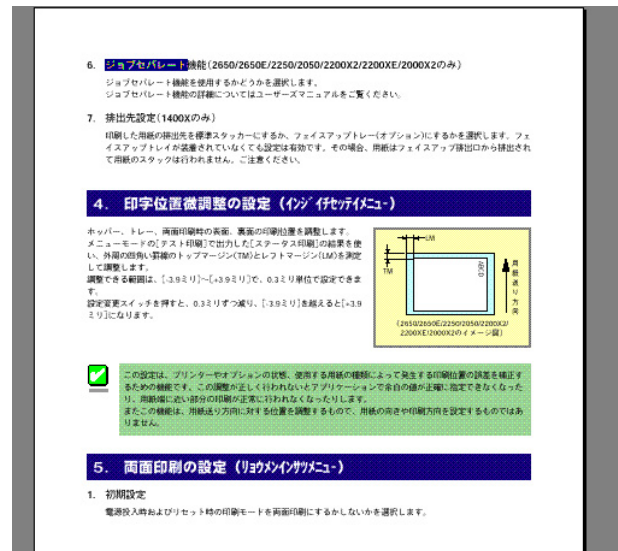 6. ジョブセパレート機能(2650/2650E/2250/2050/2200X2/2200XE/2000X2のみ)
ジョブセパレート機能を使用するかどうかを選択します。
ジョブセパレート機能の詳細についてはユーザーズマニュアルをご覧ください。
7. 排出先設定(1400Xのみ)
印刷した用紙の排出先を標準スタッカーにするか、フェイスアップトレー(オプション)にするかを選択します。フェ
イスアップトレイが装着されていなくても設定は有効です。その場合、用紙はフェイスアップ排出口から排出され
て用紙のスタックは行われません。ご注意ください。
4. 印字位置微調整の設定 (インジイチセッテイメニュー)
ホッパー、トレー、両面印刷時の表面、裏面の印刷位置を調整します。
メニューモードの[テスト印刷]で出力した[ステータス印刷]の結果を使
い、外周の四角い罫線のトップマージン(TM)とレフトマージン(LM)を測定
して調整します。
調整できる範囲は、[-3.9ミリ]~[+3.9ミリ]で、0.3ミリ単位で設定できま
す。
設定変更スイッチを押すと、0.3ミリずつ減り、[-3.9ミリ]を越えると[+3.9
ミリ]になります。
LM
TM
ABCD
用紙送り方向
(2650/2650E/2250/2050/2200X2/
2200XE/2000X2のイメージ図)
この設定は、プリンターやオプションの状態、使用する用紙の種類によって発生する印刷位置の誤差を補正す
るための機能です。この調整が正しく行われないとアプリケーションで余白の値が正確に指定できなくなった
り、用紙端に近い部分の印刷が正常に行われなくなったりします。
またこの機能は、用紙送り方向に対する位置を調整するもので、用紙の向きや印刷方向を設定するものではあ
りません。
5. 両面印刷の設定 (リョウメンインサツメニュー)
1. 初期設定
電源投入時およびリセット時の印刷モードを両面印刷にするかしないかを選択します。